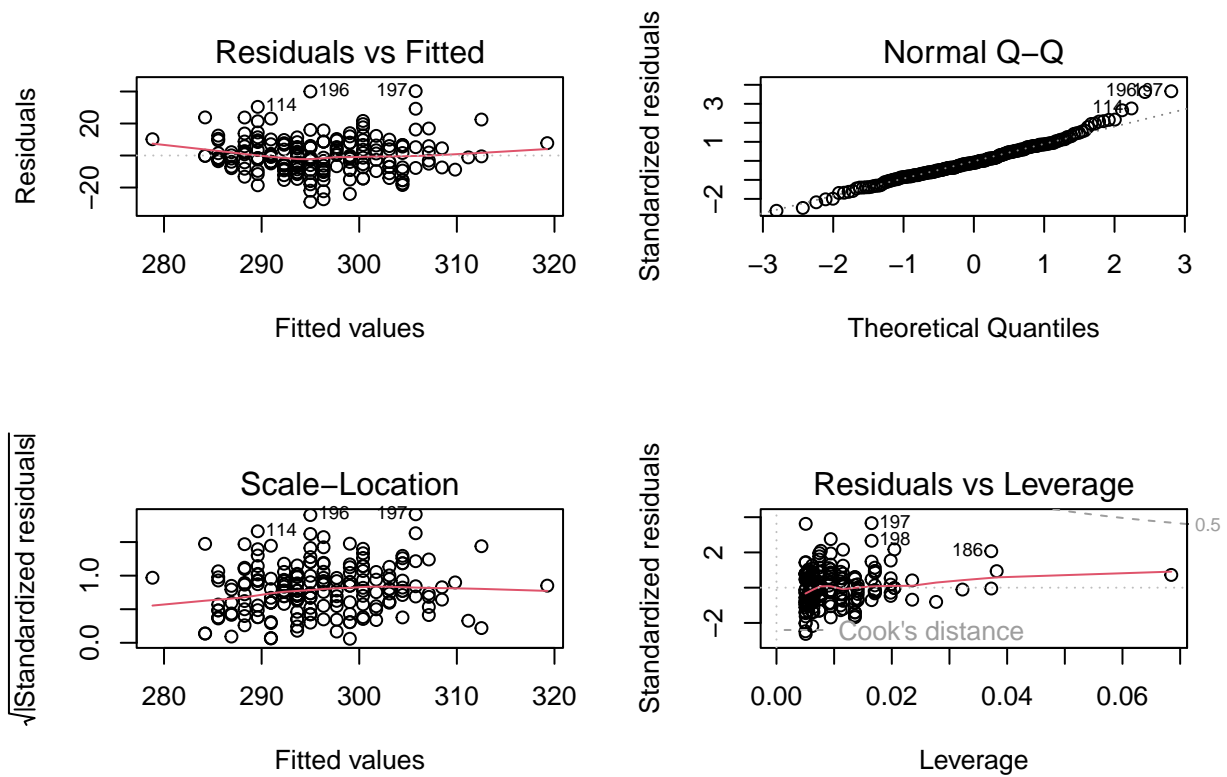 Residuals vs Fitted
Residuals
20
−20
114
196
197
280 290 300 310 320
Fitted values
Normal Q−Q
Standardized residuals
3
1
−2
114
196
197
−3 −2 −1 0 1 2 3
Theoretical Quantiles
Scale−Location
√|Standardized residuals|
1.0
0.0
114
196
197
280 290 300 310 320
Fitted values
Residuals vs Leverage
Standardized residuals
2
0
−2
197
198
186
0.5
Cook's distance
0.00 0.02 0.04 0.06
Leverage